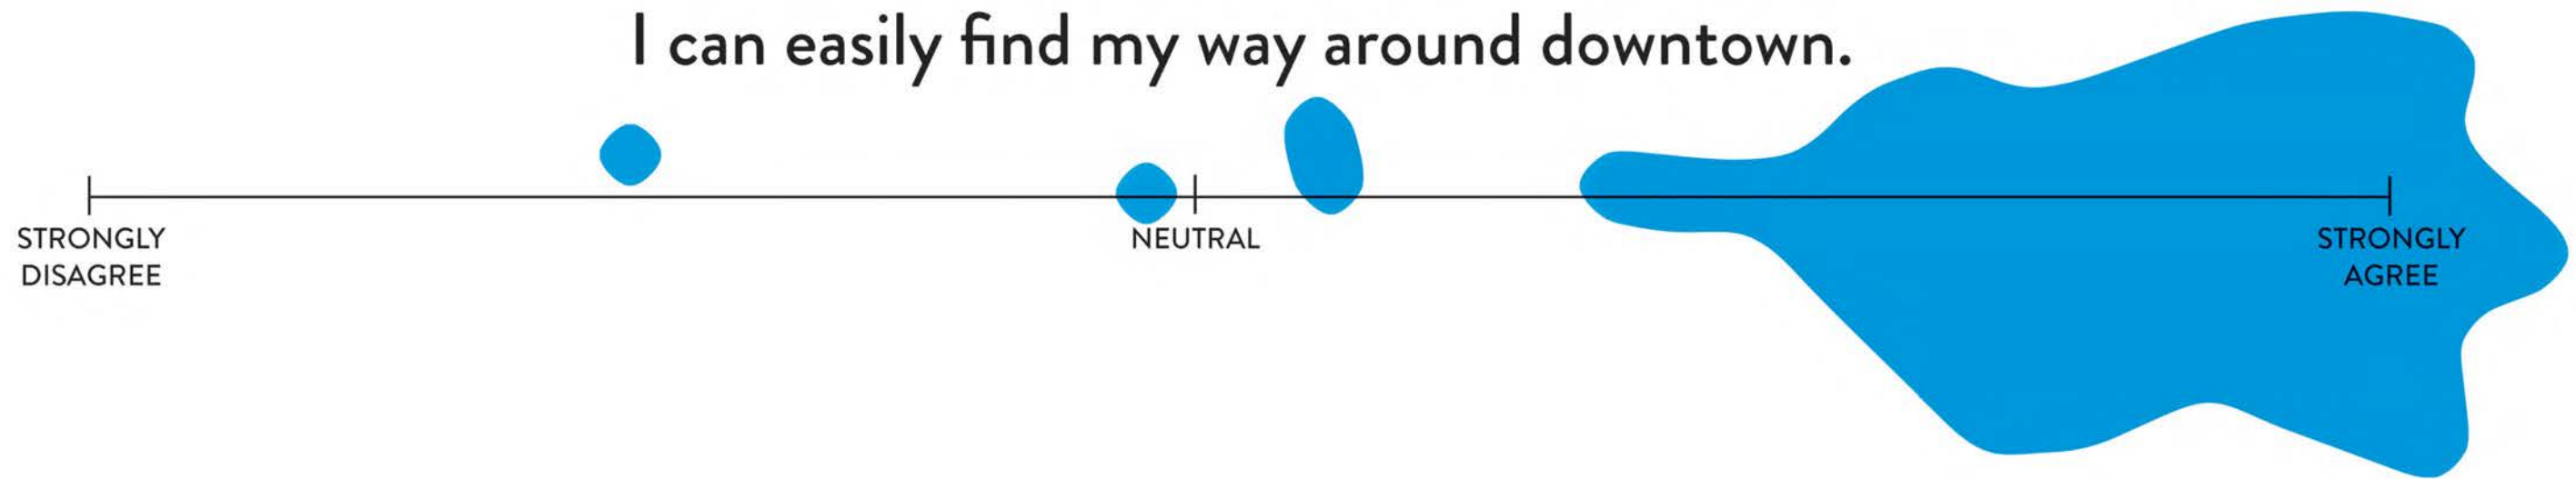 I can easily find my way around downtown.
STRONGLY
DISAGREE
NEUTRAL
STRONGLY
AGREE